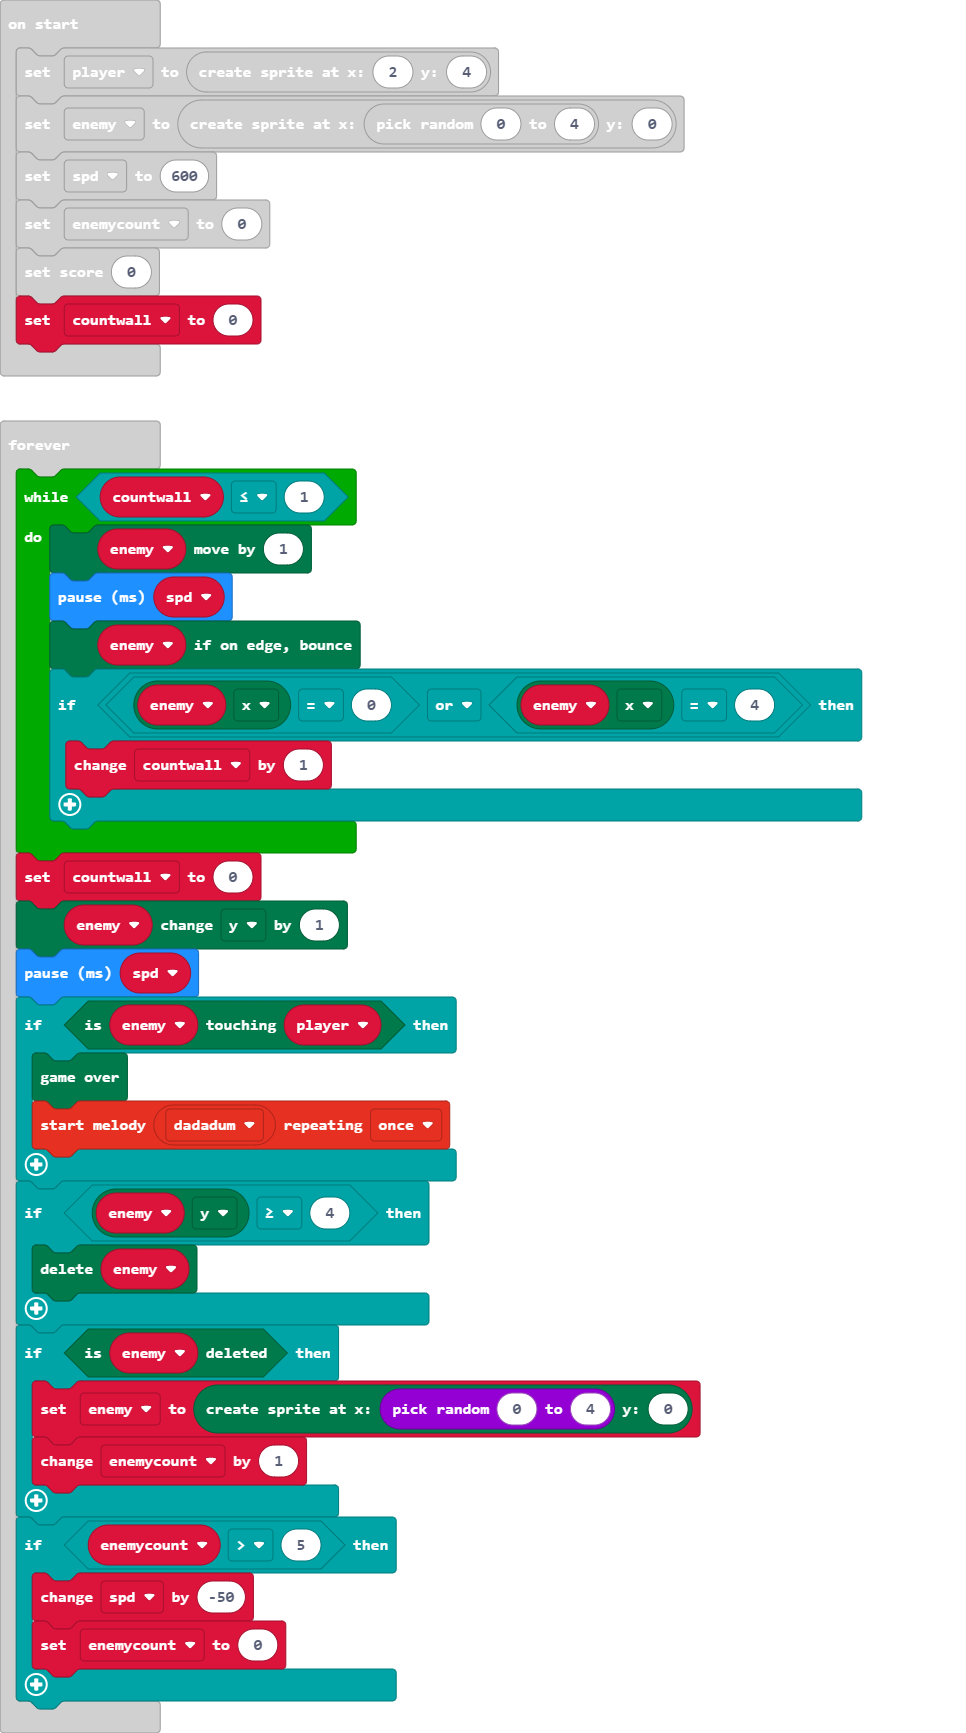 on start
set player to create sprite at x: 2 y: 4
set enemy to create sprite at x: pick random 0 to 4 y: 0
set spd to 600
set enemycount to 0
set score 0
set countwall to 0
forever
while countwall ≤ 1
do enemy move by 1
pause (ms) spd
enemy if on edge, bounce
if enemy x = 0 or enemy x = 4 then
change countwall by 1
set countwall to 0
enemy change y by 1
pause (ms) spd
if is enemy touching player then
game over
start melody dadadum repeating once
if enemy y ≥ 4 then
delete enemy
if is enemy deleted then
set enemy to create sprite at x: pick random 0 to 4 y: 0
change enemycount by 1
if enemycount > 5 then
change spd by -50
set enemycount to 0